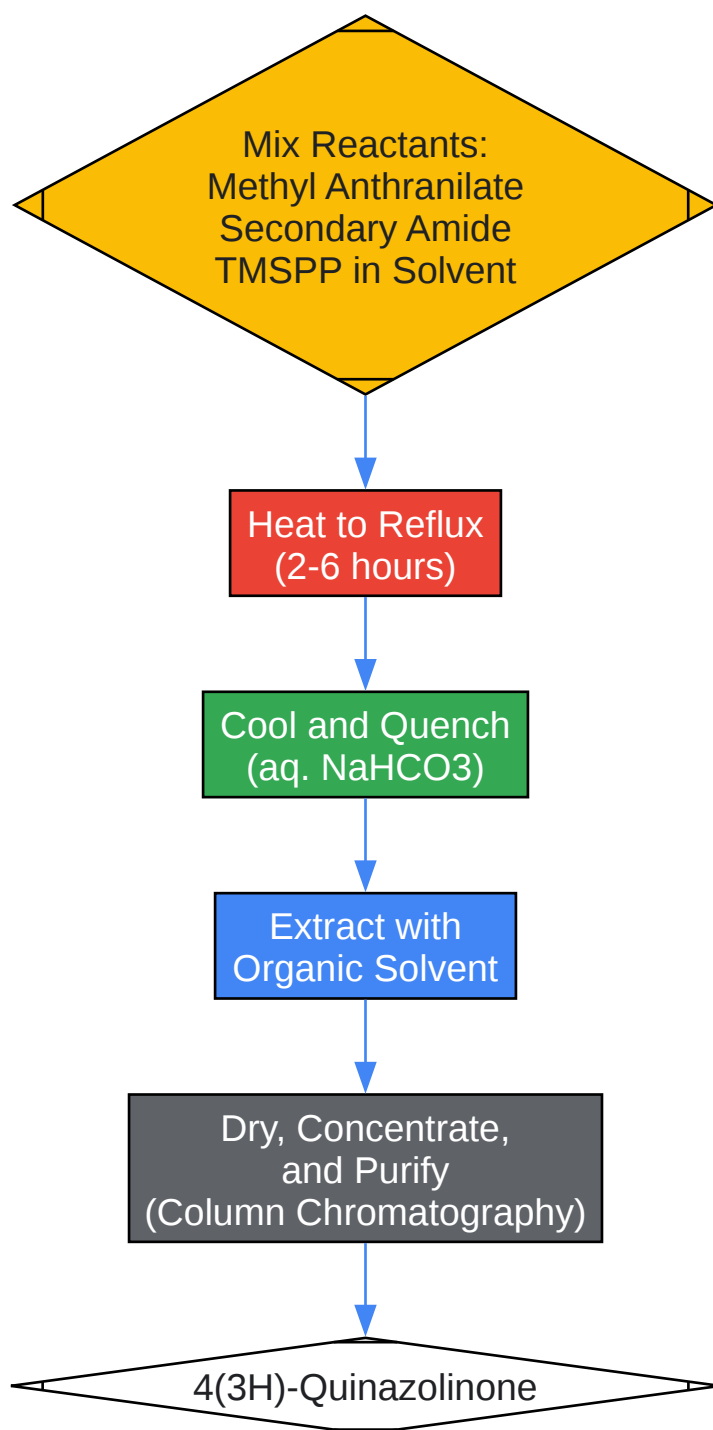 Mix Reactants:
Methyl Anthranilate
Secondary Amide
TMSPP in Solvent
Heat to Reflux
(2-6 hours)
Cool and Quench
(aq. NaHCO3)
Extract with
Organic Solvent
Dry, Concentrate,
and Purify
(Column Chromatography)
4(3H)-Quinazolinone